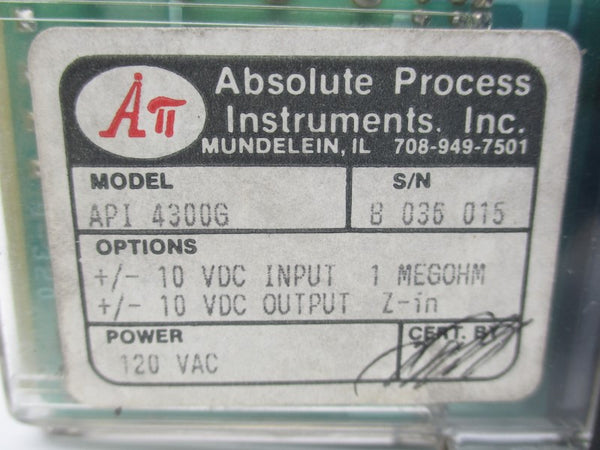 Aπ
Absolute Process
Instruments. Inc.
MUNDELEIN, IL 708-949-7501
MODEL
API 4300G
S/N
B 036 015
OPTIONS
+/- 10 VDC INPUT 1 MEGOHM
+/- 10 VDC OUTPUT Z-in
POWER
120 VAC
CERT. BY